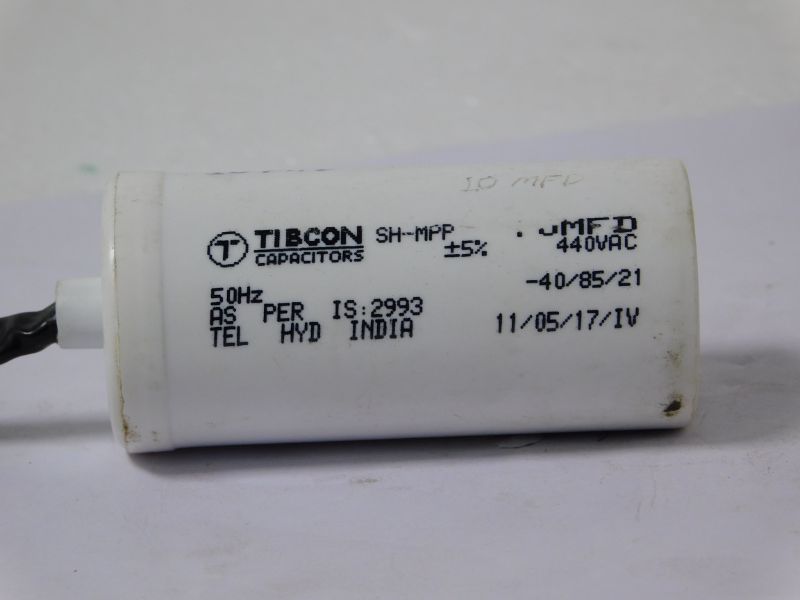 10 MFD
T TIBCON SH-MPP MFD
CAPACITORS ±5% 440VAC
-40/85/21
50Hz
AS PER IS:2993
TEL HYD INDIA 11/05/17/IV